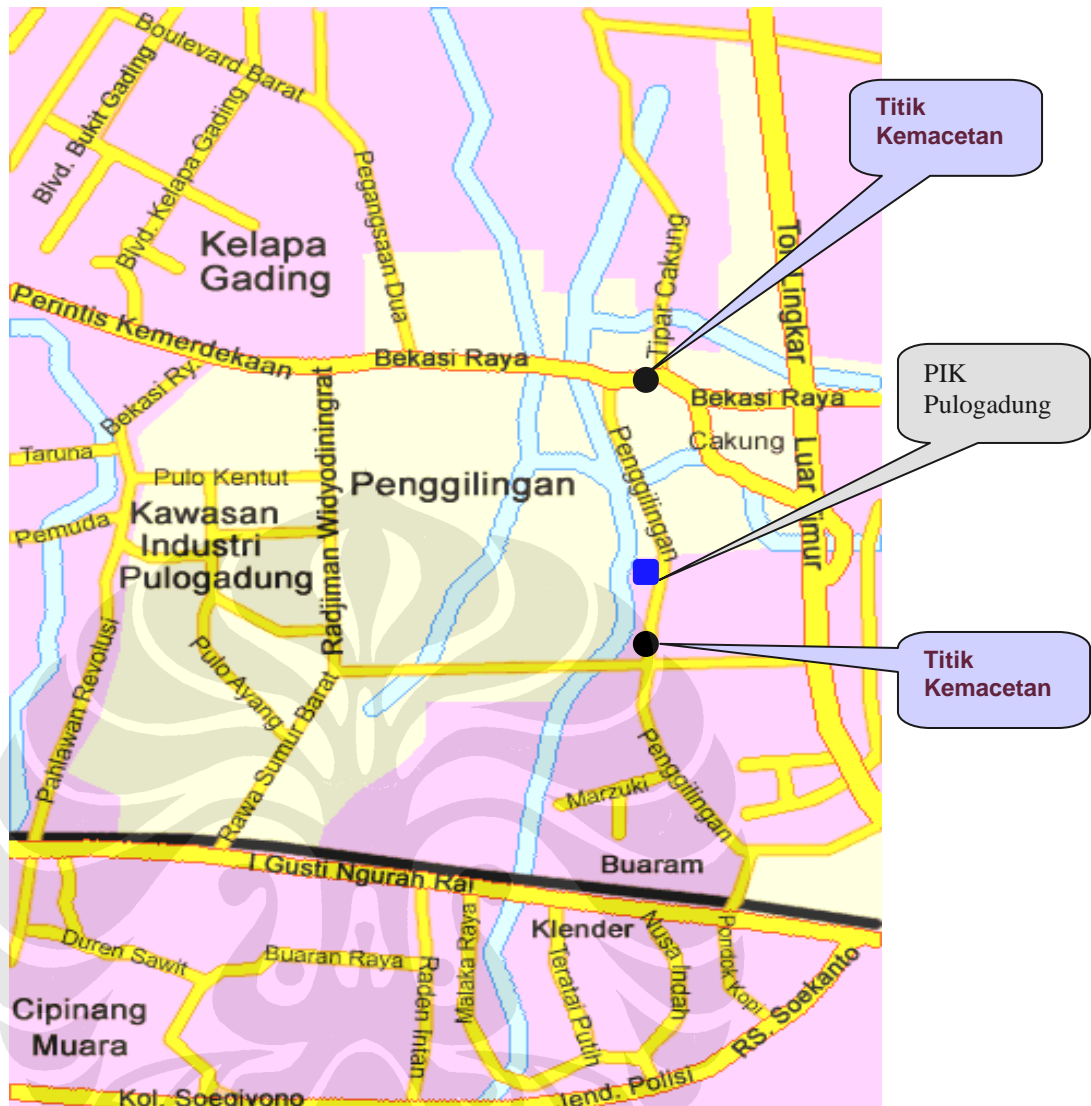 Boulevard Barat
Blvd. Bukit Gading
Blvd. Kelapa Gading
Pegangsaan Dua
Kelapa
Gading
Tipar Cakung
Tol Lingkar
Luar Timur
Titik
Kemacetan
Perintis Kemerdekaan
Bekasi Raya
Bekasi Raya
PIK
Pulogadung
Bekasi Ry.
Taruna
Pulo Kentut
Radjiman Widyodiningrat
Penggilingan
Penggilingan
Cakung
Pemuda
Kawasan
Industri
Pulogadung
Pahlawan Revolusi
Pulo Ayang
Rawa Sumur Barat
Titik
Kemacetan
Penggilingan
Marzuki
Buaram
I Gusti Ngurah Rai
Klender
Duren Sawit
Buaran Raya
Raden Intan
Malaka Raya
Teratai Putih
Nusa Indah
Pondok Kopi
RS. Soekanto
Cipinang
Muara
Kol. Soegiyono
Jend. Polisi